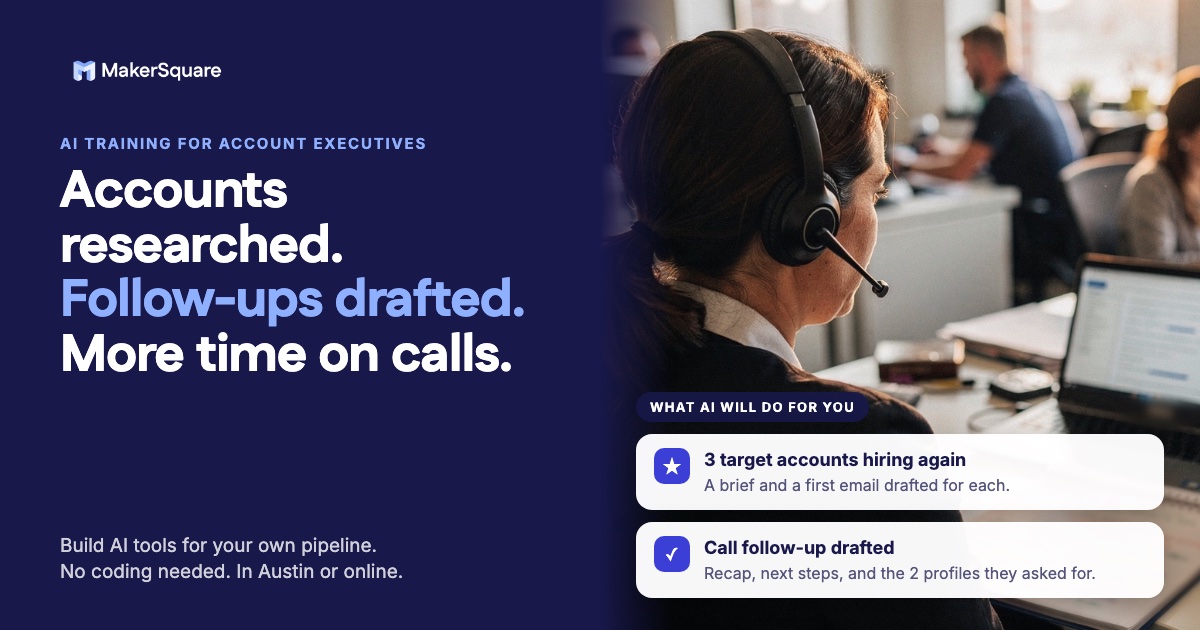 MakerSquare
AI TRAINING FOR ACCOUNT EXECUTIVES
Accounts
researched.
Follow-ups drafted.
More time on calls.
Build AI tools for your own pipeline.
No coding needed. In Austin or online.
WHAT AI WILL DO FOR YOU
3 target accounts hiring again
A brief and a first email drafted for each.
Call follow-up drafted
Recap, next steps, and the 2 profiles they asked for.